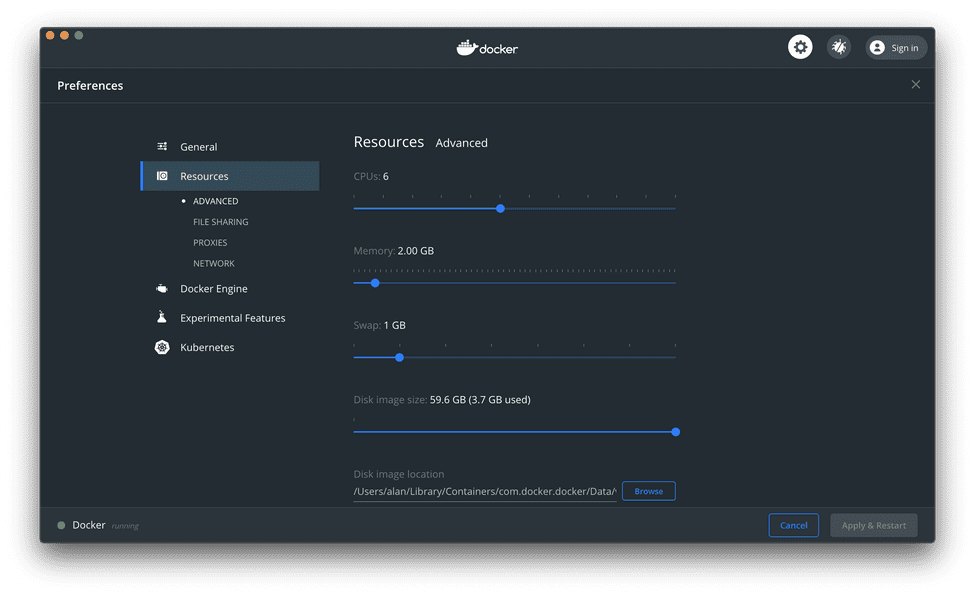 docker
Sign in
Preferences
General
Resources
ADVANCED
FILE SHARING
PROXIES
NETWORK
Docker Engine
Experimental Features
Kubernetes
Resources Advanced
CPUs: 6
Memory: 2.00 GB
Swap: 1 GB
Disk image size: 59.6 GB (3.7 GB used)
Disk image location
/Users/alan/Library/Containers/com.docker.docker/Data/
Browse
Docker running
Cancel
Apply & Restart